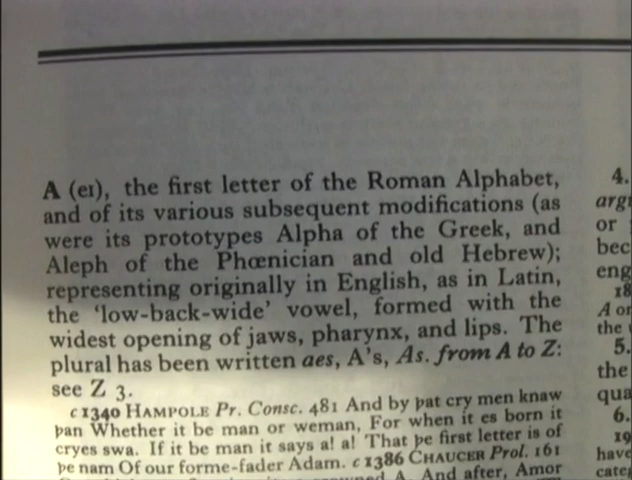 A (eɪ), the first letter of the Roman Alphabet,
and of its various subsequent modifications (as
were its prototypes Alpha of the Greek, and
Aleph of the Phœnician and old Hebrew);
representing originally in English, as in Latin,
the ‘low-back-wide’ vowel, formed with the
widest opening of jaws, pharynx, and lips. The
plural has been written aes, A's, As. from A to Z:
see Z 3.
c 1340 HAMPOLE Pr. Consc. 481 And by þat cry men knaw
þan Whether it be man or weman, For when it es born it
cryes swa. If it be man it says a! a! That þe first letter is of
þe nam Of our forme-fader Adam. c 1386 CHAUCER Prol. 161
A. And after, Amor
4.
or
5.
the
6.